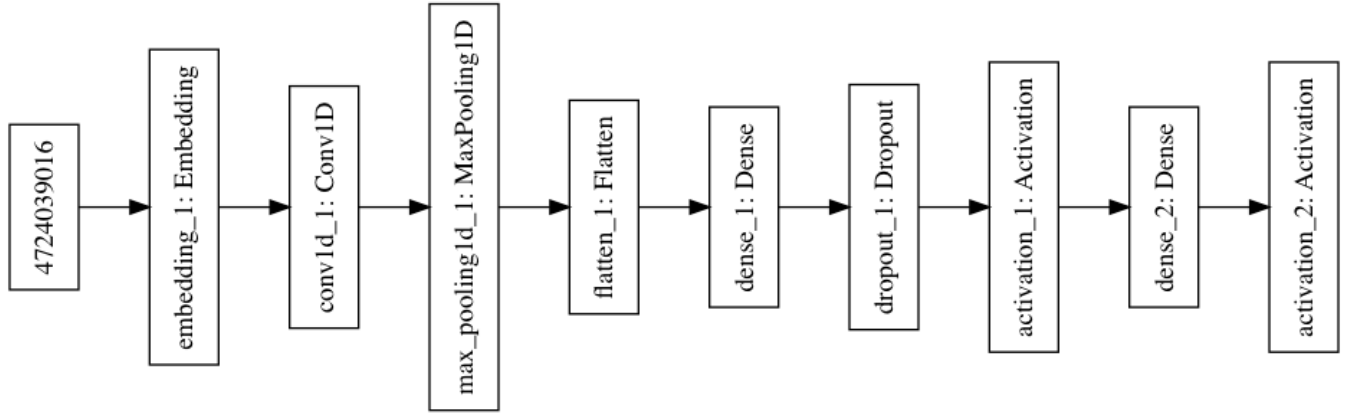 4724039016
embedding_1: Embedding
conv1d_1: Conv1D
max_pooling1d_1: MaxPooling1D
flatten_1: Flatten
dense_1: Dense
dropout_1: Dropout
activation_1: Activation
dense_2: Dense
activation_2: Activation